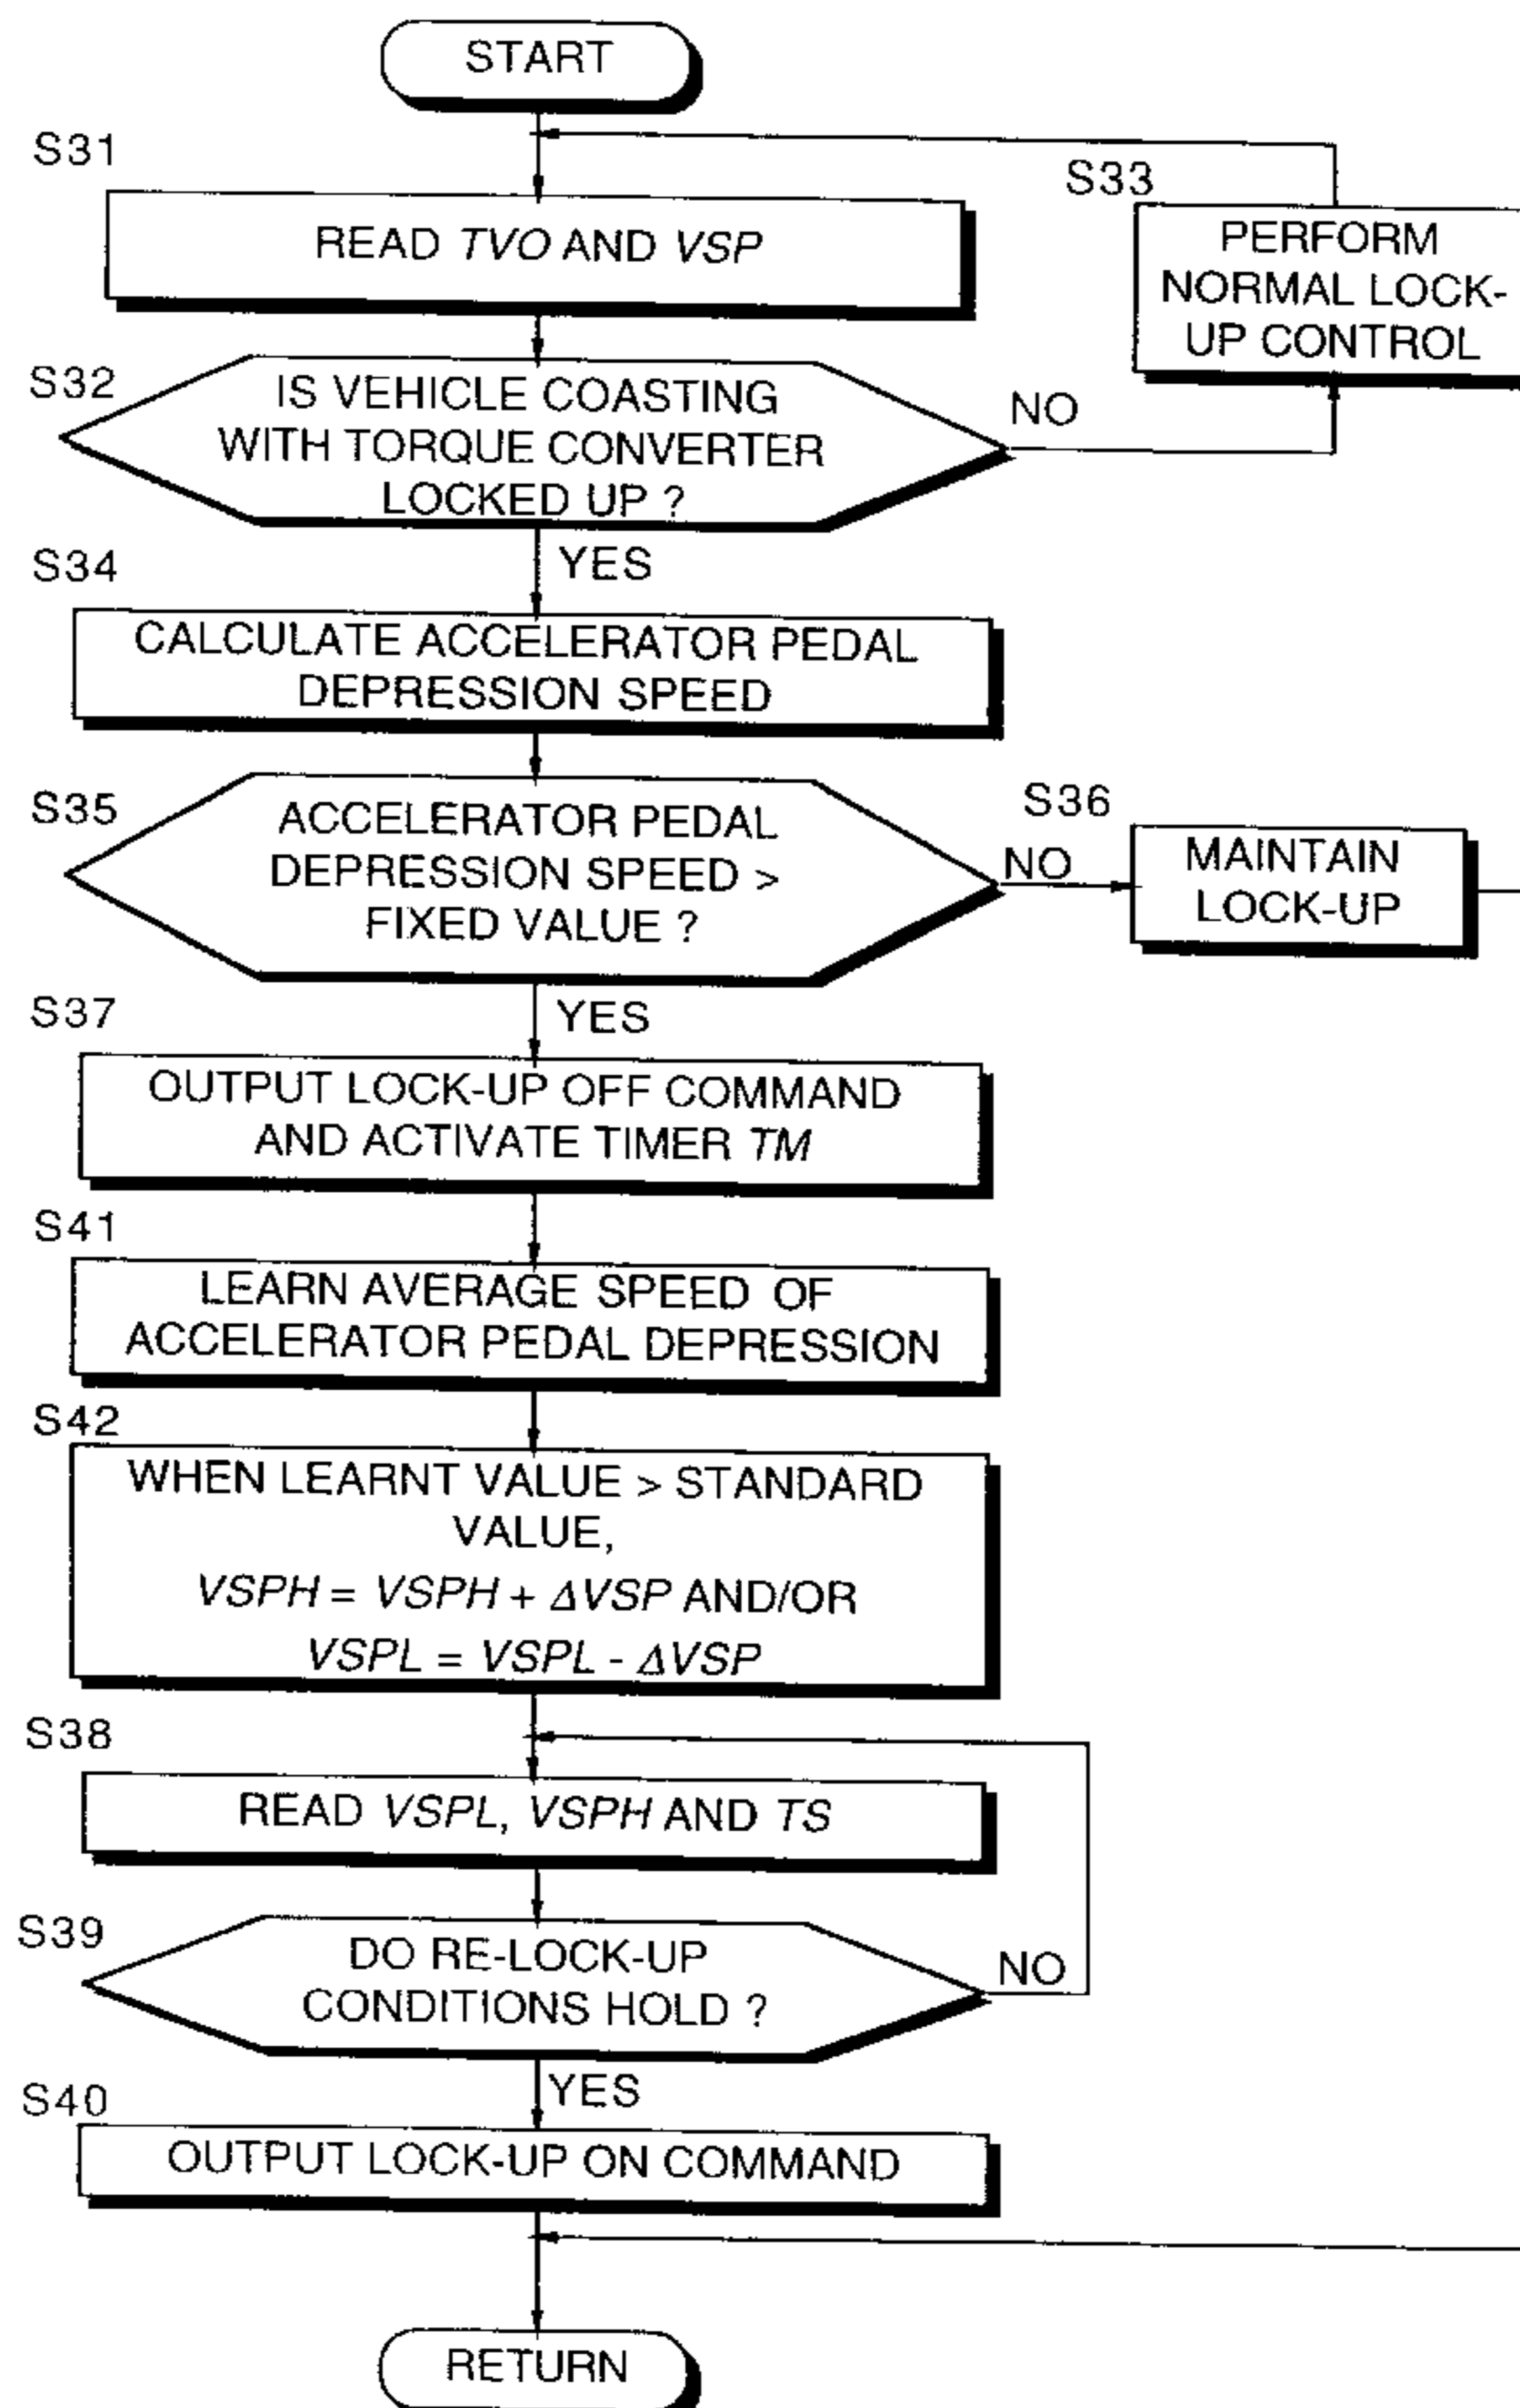 START
S31
READ TVO AND VSP
S33
PERFORM
NORMAL LOCK-
UP CONTROL
S32
IS VEHICLE COASTING
WITH TORQUE CONVERTER
LOCKED UP ?
NO
YES
S34
CALCULATE ACCELERATOR PEDAL
DEPRESSION SPEED
S35
ACCELERATOR PEDAL
DEPRESSION SPEED >
FIXED VALUE ?
NO
S36
MAINTAIN
LOCK-UP
YES
S37
OUTPUT LOCK-UP OFF COMMAND
AND ACTIVATE TIMER TM
S41
LEARN AVERAGE SPEED OF
ACCELERATOR PEDAL DEPRESSION
S42
WHEN LEARNT VALUE > STANDARD
VALUE,
VSPH = VSPH + ΔVSP AND/OR
VSPL = VSPL - ΔVSP
S38
READ VSPL, VSPH AND TS
S39
DO RE-LOCK-UP
CONDITIONS HOLD ?
NO
YES
S40
OUTPUT LOCK-UP ON COMMAND
RETURN